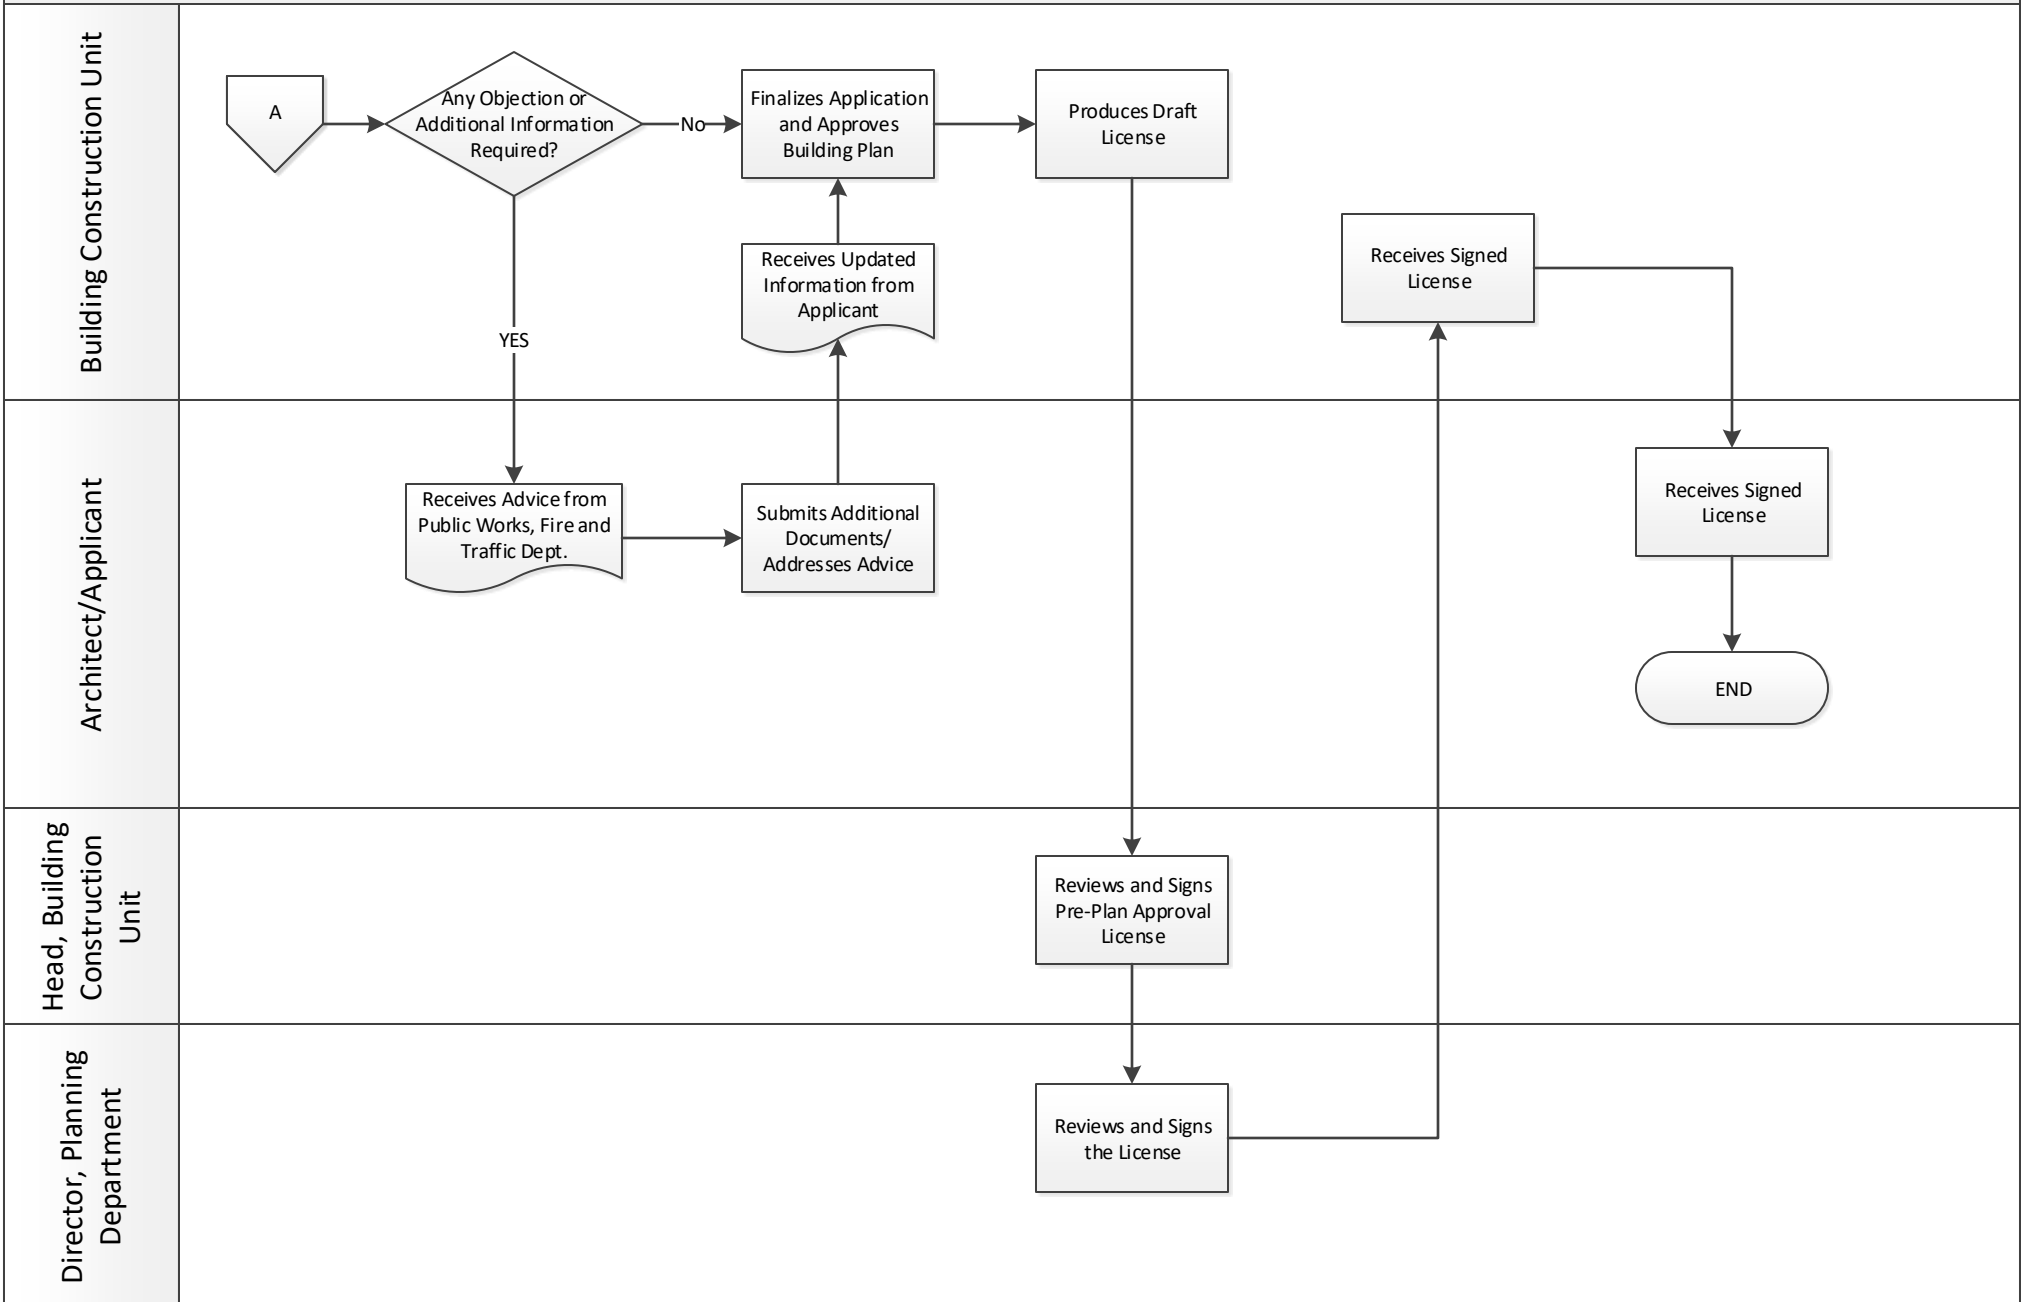 Building Construction Unit
A
Any Objection or
Additional Information
Required?
No
Finalizes Application
and Approves
Building Plan
Produces Draft
License
Receives Updated
Information from
Applicant
Receives Signed
License
YES
Architect/Applicant
Receives Advice from
Public Works, Fire and
Traffic Dept.
Submits Additional
Documents/
Addresses Advice
Receives Signed
License
END
Head, Building
Construction
Unit
Reviews and Signs
Pre-Plan Approval
License
Director, Planning
Department
Reviews and Signs
the License